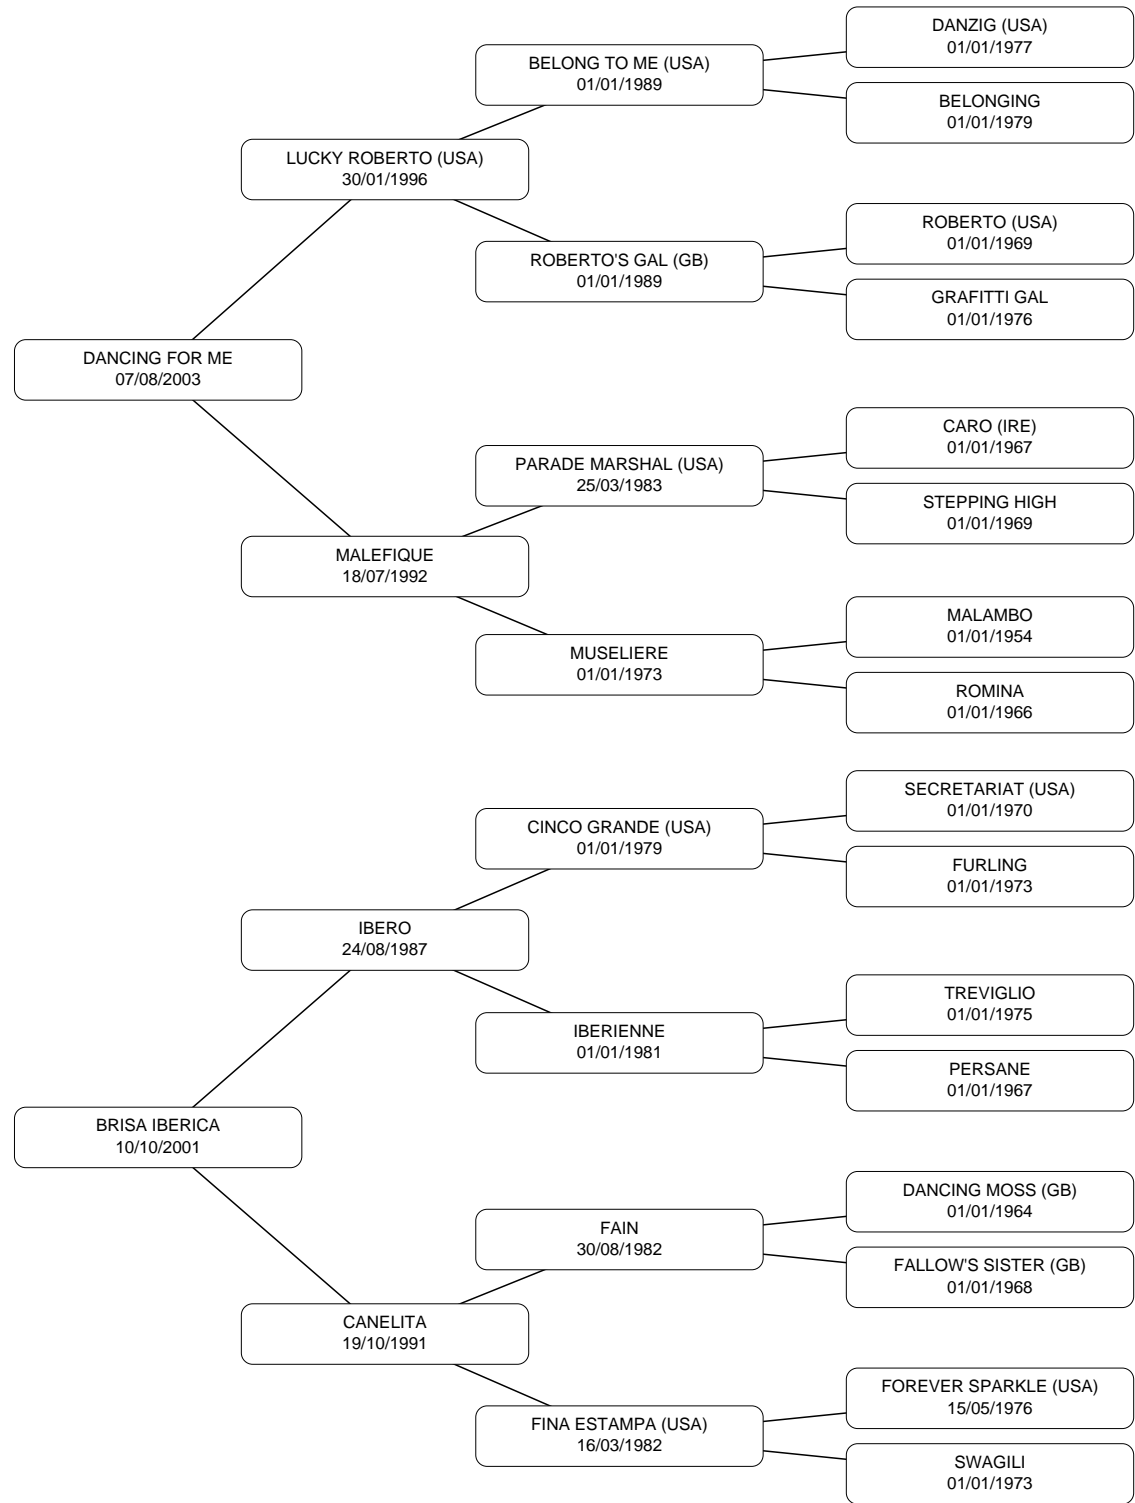 DANZIG (USA)
01/01/1977
BELONG TO ME (USA)
01/01/1989
BELONGING
01/01/1979
LUCKY ROBERTO (USA)
30/01/1996
ROBERTO (USA)
01/01/1969
ROBERTO'S GAL (GB)
01/01/1989
GRAFITTI GAL
01/01/1976
DANCING FOR ME
07/08/2003
CARO (IRE)
01/01/1967
PARADE MARSHAL (USA)
25/03/1983
STEPPING HIGH
01/01/1969
MALEFIQUE
18/07/1992
MALAMBO
01/01/1954
MUSELIERE
01/01/1973
ROMINA
01/01/1966
SECRETARIAT (USA)
01/01/1970
CINCO GRANDE (USA)
01/01/1979
FURLING
01/01/1973
IBERO
24/08/1987
TREVIGLIO
01/01/1975
IBERIENNE
01/01/1981
PERSANE
01/01/1967
BRISA IBERICA
10/10/2001
DANCING MOSS (GB)
01/01/1964
FAIN
30/08/1982
FALLOW'S SISTER (GB)
01/01/1968
CANELITA
19/10/1991
FOREVER SPARKLE (USA)
15/05/1976
FINA ESTAMPA (USA)
16/03/1982
SWAGILI
01/01/1973